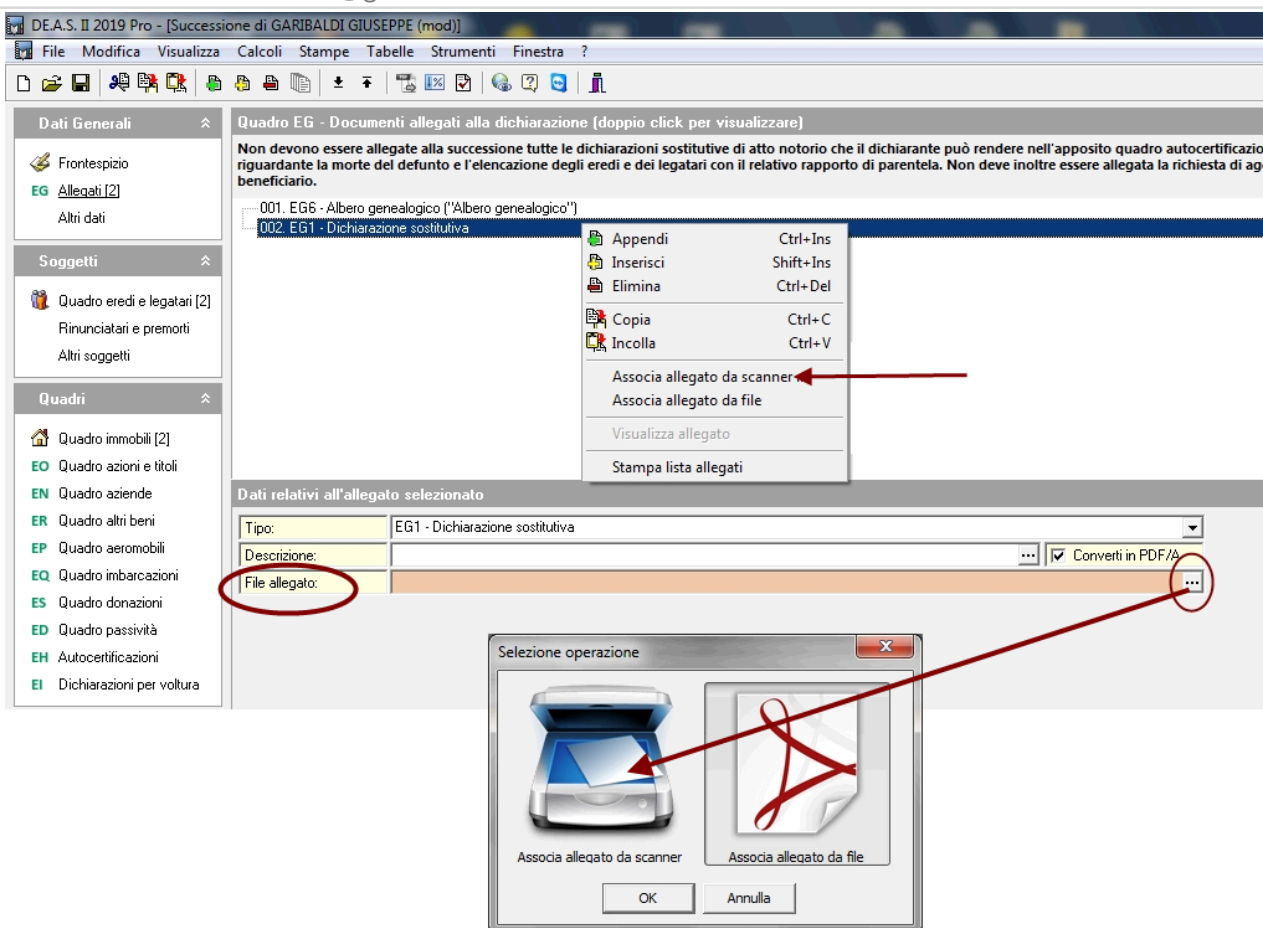 DE.A.S. II 2019 Pro - [Successione di GARIBALDI GIUSEPPE (mod)]
File Modifica Visualizza Calcoli Stampe Tabelle Strumenti Finestra ?
Dati Generali
Frontespizio
EG Allegati [2]
Altri dati
Soggetti
Quadro eredi e legatari [2]
Rinunciatari e premorti
Altri soggetti
Quadri
Quadro immobili [2]
EO Quadro azioni e titoli
EN Quadro aziende
ER Quadro altri beni
EP Quadro aeromobili
EQ Quadro imbarcazioni
ES Quadro donazioni
ED Quadro passività
EH Autocertificazioni
EI Dichiarazioni per voltura
Quadro EG - Documenti allegati alla dichiarazione (doppio click per visualizzare)
Non devono essere allegate alla successione tutte le dichiarazioni sostitutive di atto notorio che il dichiarante può rendere nell'apposito quadro autocertificazio
riguardante la morte del defunto e l'elencazione degli eredi e dei legatari con il relativo rapporto di parentela. Non deve inoltre essere allegata la richiesta di ag
beneficiario.
001. EG6 - Albero genealogico ("Albero genealogico")
002. EG1 - Dichiarazione sostitutiva
Appendi Ctrl+Ins
Inserisci Shift+Ins
Elimina Ctrl+Del
Copia Ctrl+C
Incolla Ctrl+V
Associa allegato da scanner
Associa allegato da file
Visualizza allegato
Stampa lista allegati
Dati relativi all'allegato selezionato
Tipo: EG1 - Dichiarazione sostitutiva
Descrizione: ... Converti in PDF/A
File allegato: ...
Selezione operazione
Associa allegato da scanner
Associa allegato da file
OK Annulla